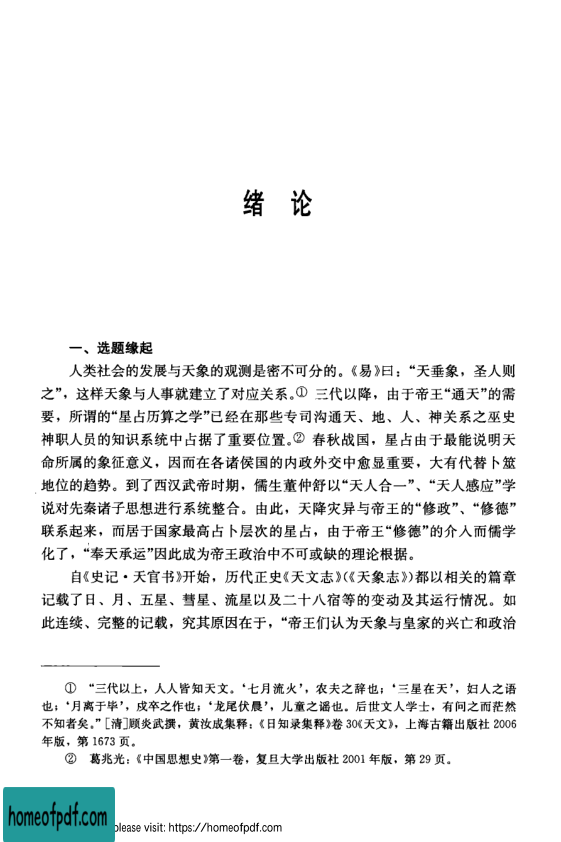 绪 论
一、选题缘起
人类社会的发展与天象的观测是密不可分的。《易》曰：“天垂象，圣人则
之”，这样天象与人事就建立了对应关系。① 三代以降，由于帝王“通天”的需
要，所谓的“星占历算之学”已经在那些专司沟通天、地、人、神关系之巫史
神职人员的知识系统中占据了重要位置。② 春秋战国，星占由于最能说明天
命所属的象征意义，因而在各诸侯国的内政外交中愈显重要，大有代替卜筮
地位的趋势。到了西汉武帝时期，儒生董仲舒以“天人合一”、“天人感应”学
说对先秦诸子思想进行系统整合。由此，天降灾异与帝王的“修政”、“修德”
联系起来，而居于国家最高占卜层次的星占，由于帝王“修德”的介入而儒学
化了，“奉天承运”因此成为帝王政治中不可或缺的理论根据。
自《史记·天官书》开始，历代正史《天文志》(《天象志》)都以相关的篇章
记载了日、月、五星、彗星、流星以及二十八宿等的变动及其运行情况。如
此连续、完整的记载，究其原因在于，“帝王们认为天象与皇家的兴亡和政治
① “三代以上，人人皆知天文。‘七月流火’，农夫之辞也；‘三星在天’，妇人之语
也；‘月离于毕’，戍卒之作也；‘龙尾伏晨’，儿童之谣也。后世文人学士，有问之而茫然
不知者矣。”[清]顾炎武撰，黄汝成集释：《日知录集释》卷 30《天文》，上海古籍出版社 2006
年版，第 1673 页。
② 葛兆光：《中国思想史》第一卷，复旦大学出版社 2001 年版，第 29 页。
homeofpdf.com
please visit: https://homeofpdf.com